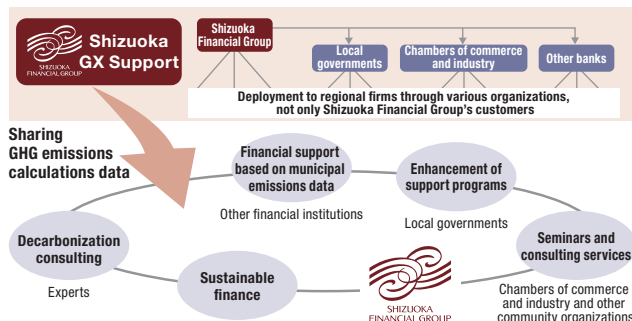 Shizuoka
GX Support
SHIZUOKA
FINANCIAL GROUP
Shizuoka
Financial Group
Local
governments
Chambers of commerce
and industry
Other banks
Deployment to regional firms through various organizations,
not only Shizuoka Financial Group's customers
Sharing
GHG emissions
calculations data
Financial support
based on municipal
emissions data
Other financial institutions
Enhancement of
support programs
Local governments
Decarbonization
consulting
Experts
Sustainable
finance
SHIZUOKA
FINANCIAL GROUP
Seminars and
consulting services
Chambers of commerce
and industry and other
community organizations